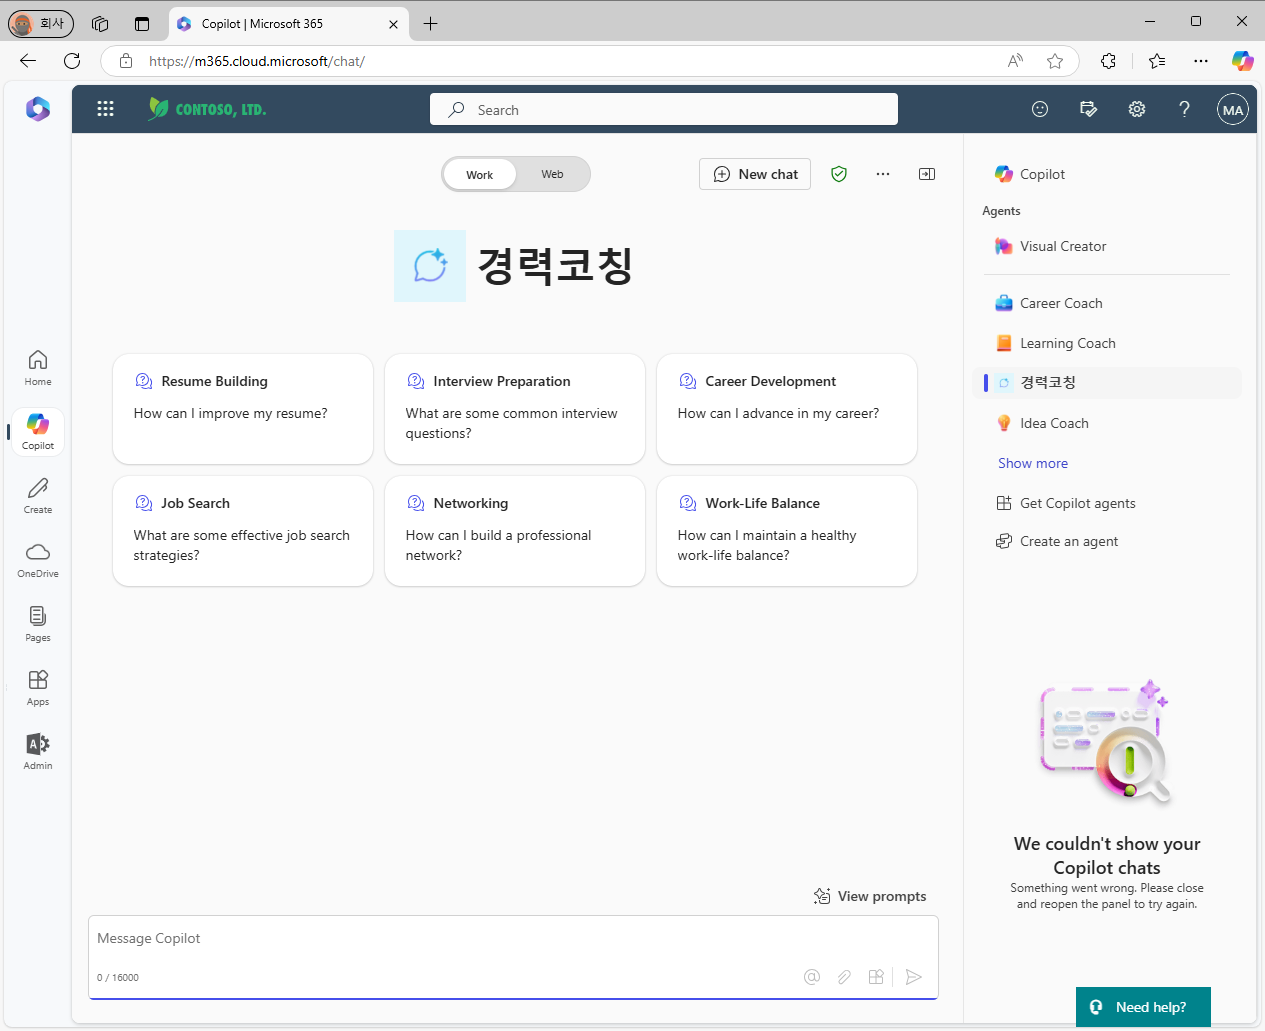 회사
Copilot | Microsoft 365
https://m365.cloud.microsoft/chat/
CONTOSO, LTD.
Search
MA
Work
Web
New chat
경력코칭
Resume Building
How can I improve my resume?
Interview Preparation
What are some common interview
questions?
Career Development
How can I advance in my career?
Job Search
What are some effective job search
strategies?
Networking
How can I build a professional
network?
Work-Life Balance
How can I maintain a healthy
work-life balance?
View prompts
Message Copilot
0 / 16000
Home
Copilot
Create
OneDrive
Pages
Apps
Admin
Copilot
Agents
Visual Creator
Career Coach
Learning Coach
경력코칭
Idea Coach
Show more
Get Copilot agents
Create an agent
We couldn't show your
Copilot chats
Something went wrong. Please close
and reopen the panel to try again.
Need help?